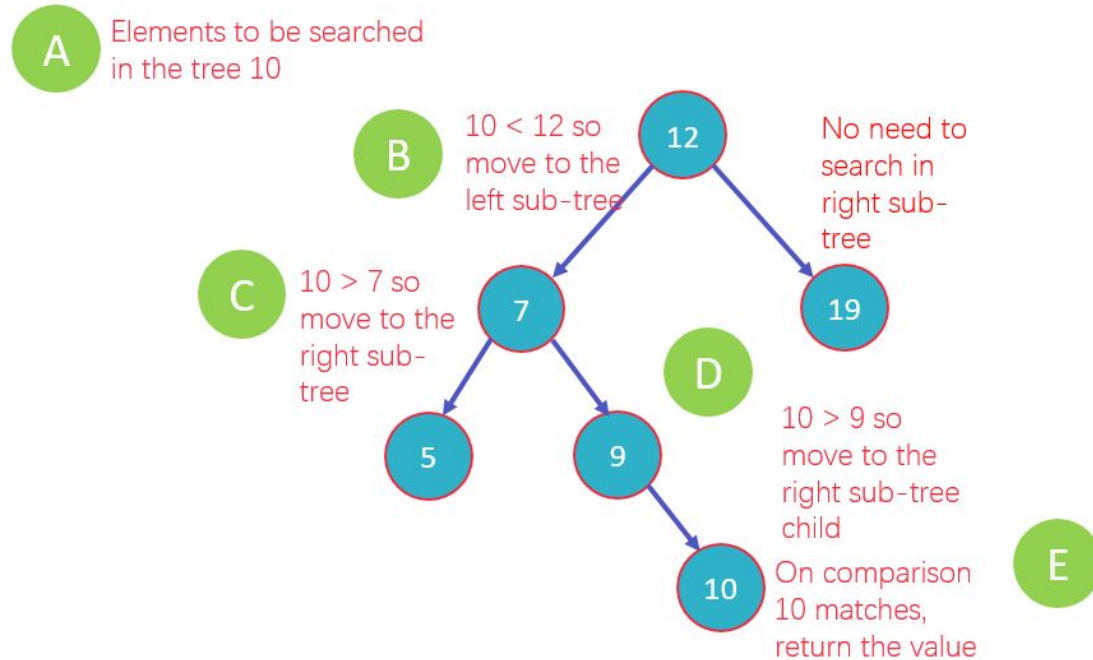 A
Elements to be searched
in the tree 10
B
10 < 12 so
move to the
left sub-tree
12
No need to
search in
right sub-
tree
C
10 > 7 so
move to the
right sub-
tree
7
19
D
5
9
10 > 9 so
move to the
right sub-tree
child
10
On comparison
10 matches,
return the value
E